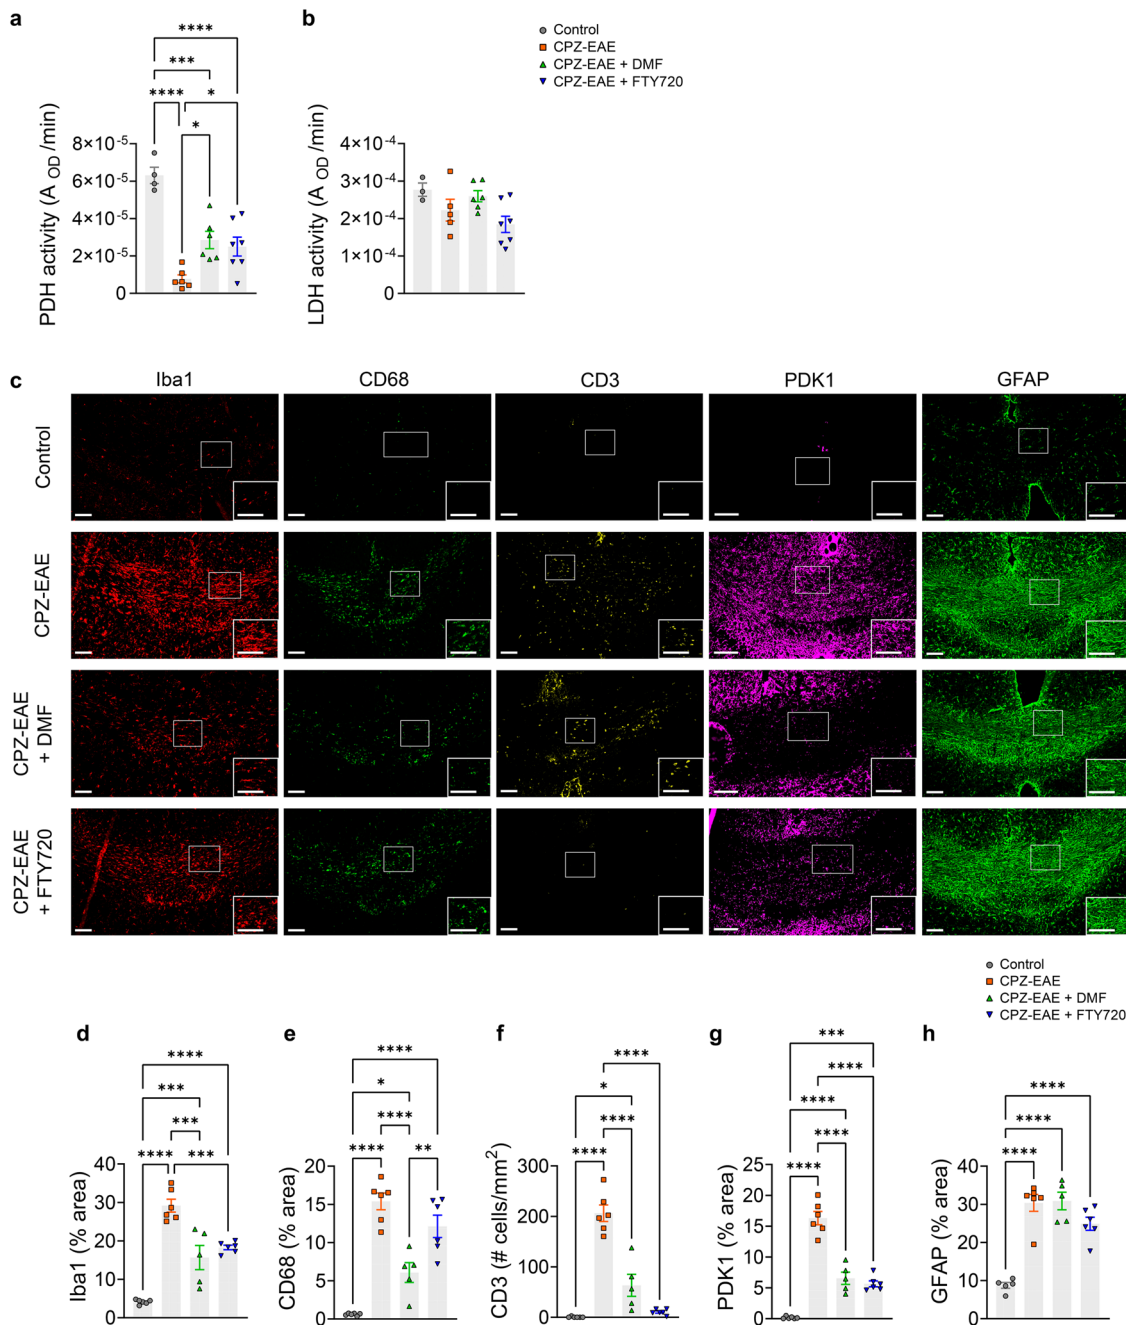 a
b
Control
CPZ-EAE
CPZ-EAE + DMF
CPZ-EAE + FTY720
****
***
**** *
*
PDH activity (A OD /min)
8×10-5
6×10-5
4×10-5
2×10-5
0
LDH activity (A OD /min)
4×10-4
3×10-4
2×10-4
1×10-4
0
c
Iba1 CD68 CD3 PDK1 GFAP
Control
CPZ-EAE
CPZ-EAE + DMF
CPZ-EAE + FTY720
Control
CPZ-EAE
CPZ-EAE + DMF
CPZ-EAE + FTY720
d
****
***
***
**** ***
Iba1 (% area)
40
30
20
10
0
e
****
*
****
**** **
CD68 (% area)
20
15
10
5
0
f
****
*
****
****
CD3 (# cells/mm2)
300
200
100
0
g
***
****
****
****
****
PDK1 (% area)
25
20
15
10
5
0
h
****
****
****
GFAP (% area)
40
30
20
10
0